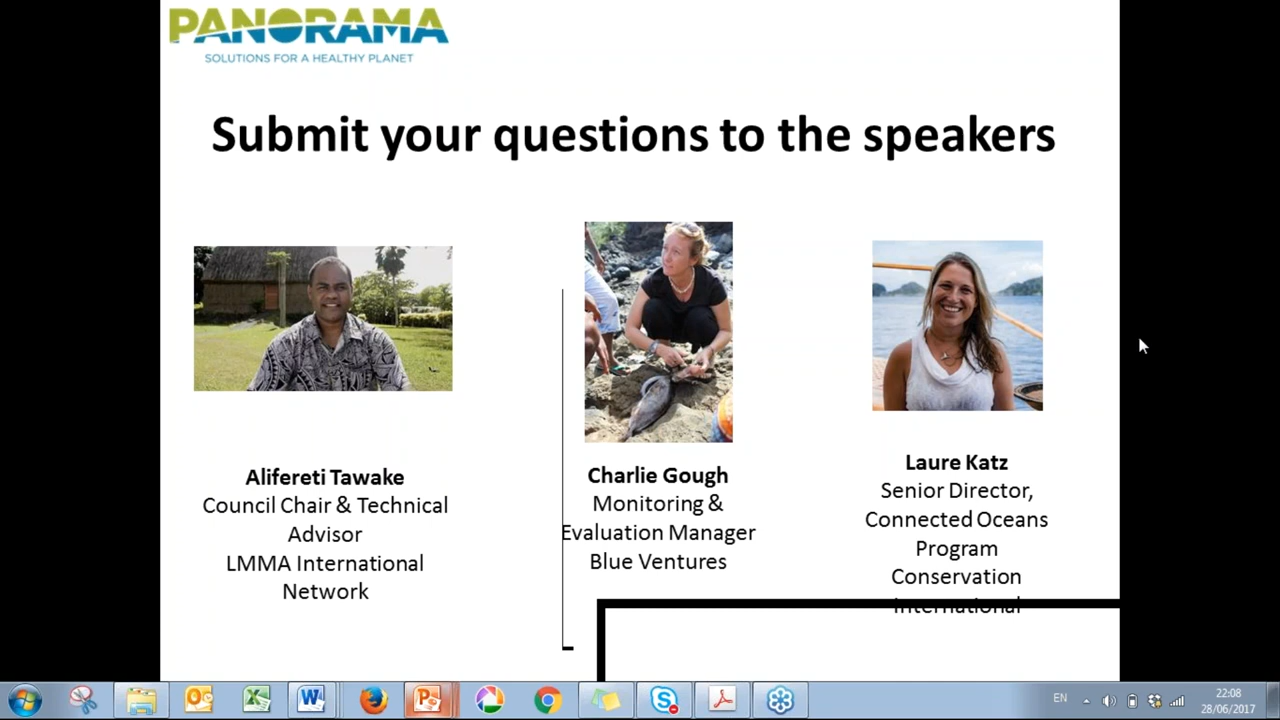 PANORAMA
SOLUTIONS FOR A HEALTHY PLANET
Submit your questions to the speakers
Alifereti Tawake
Council Chair & Technical
Advisor
LMMA International
Network
Charlie Gough
Monitoring &
Evaluation Manager
Blue Ventures
Laure Katz
Senior Director,
Connected Oceans
Program
Conservation
International
EN
22:08
28/06/2017